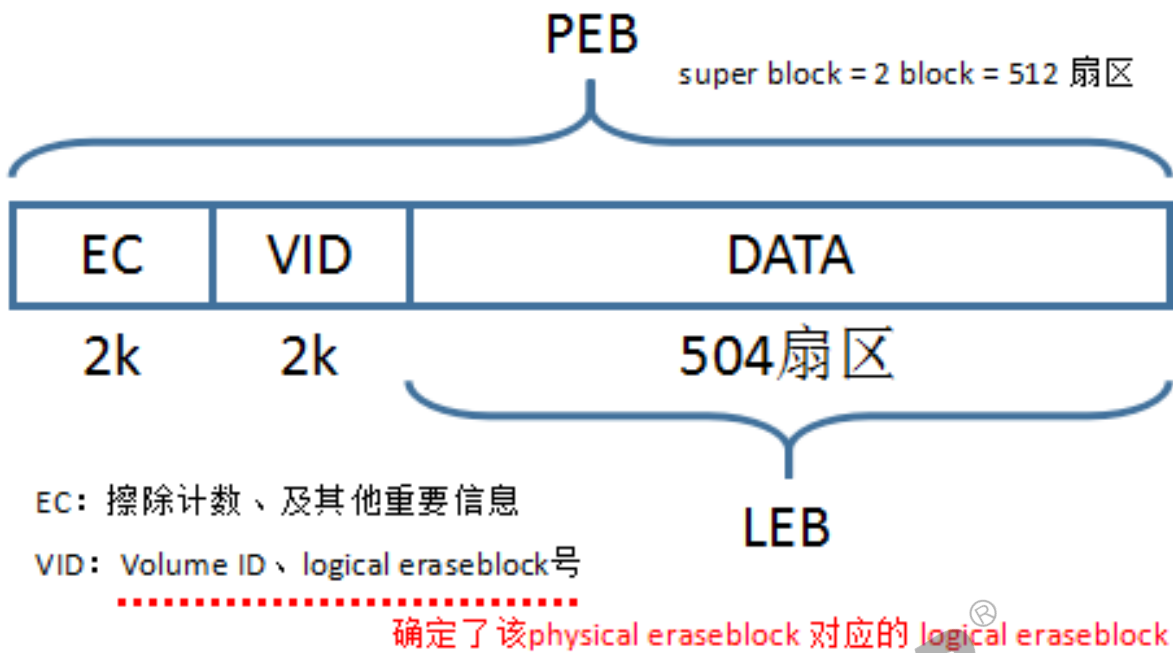 PEB
super block = 2 block = 512 扇区
EC VID DATA
2k 2k 504扇区
EC：擦除计数、及其他重要信息
LEB
VID：Volume ID、logical eraseblock号
®
确定了该physical eraseblock 对应的 logical eraseblock